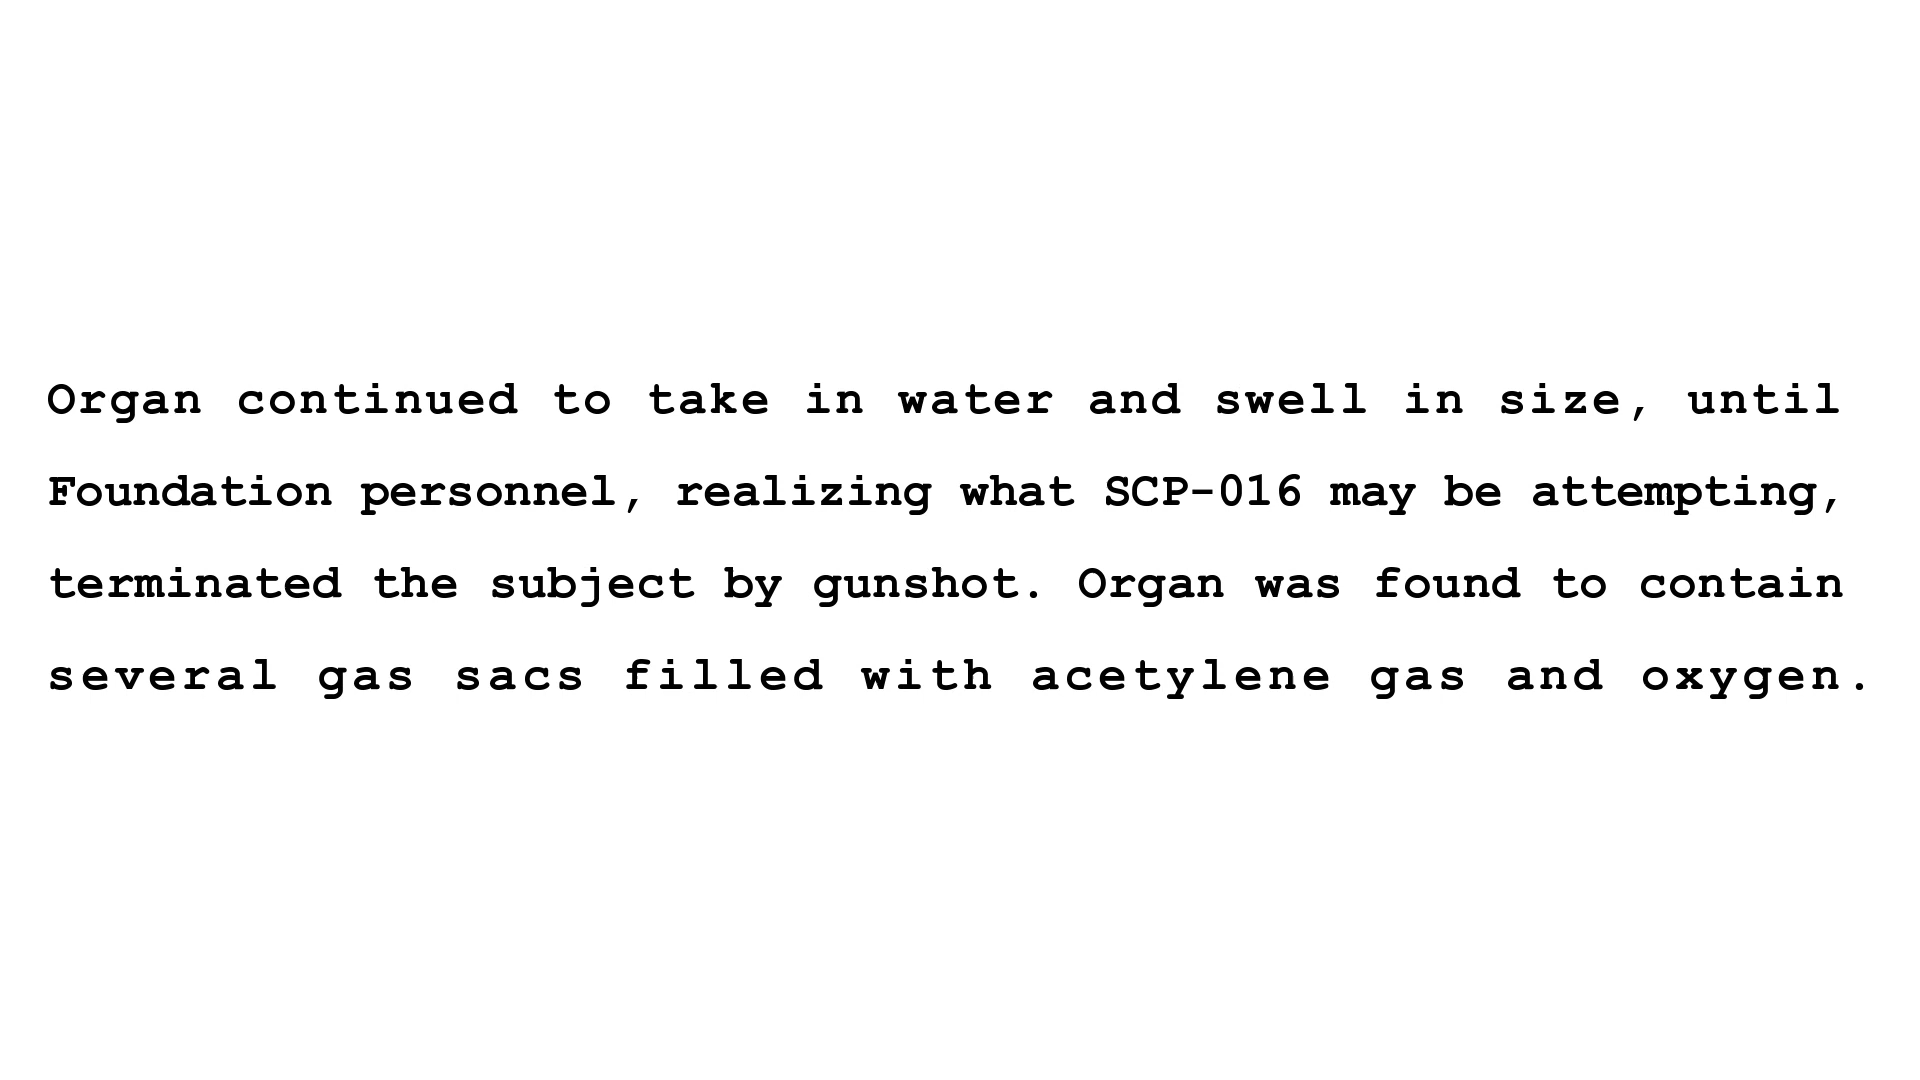 Organ continued to take in water and swell in size, until
Foundation personnel, realizing what SCP-016 may be attempting,
terminated the subject by gunshot. Organ was found to contain
several gas sacs filled with acetylene gas and oxygen.